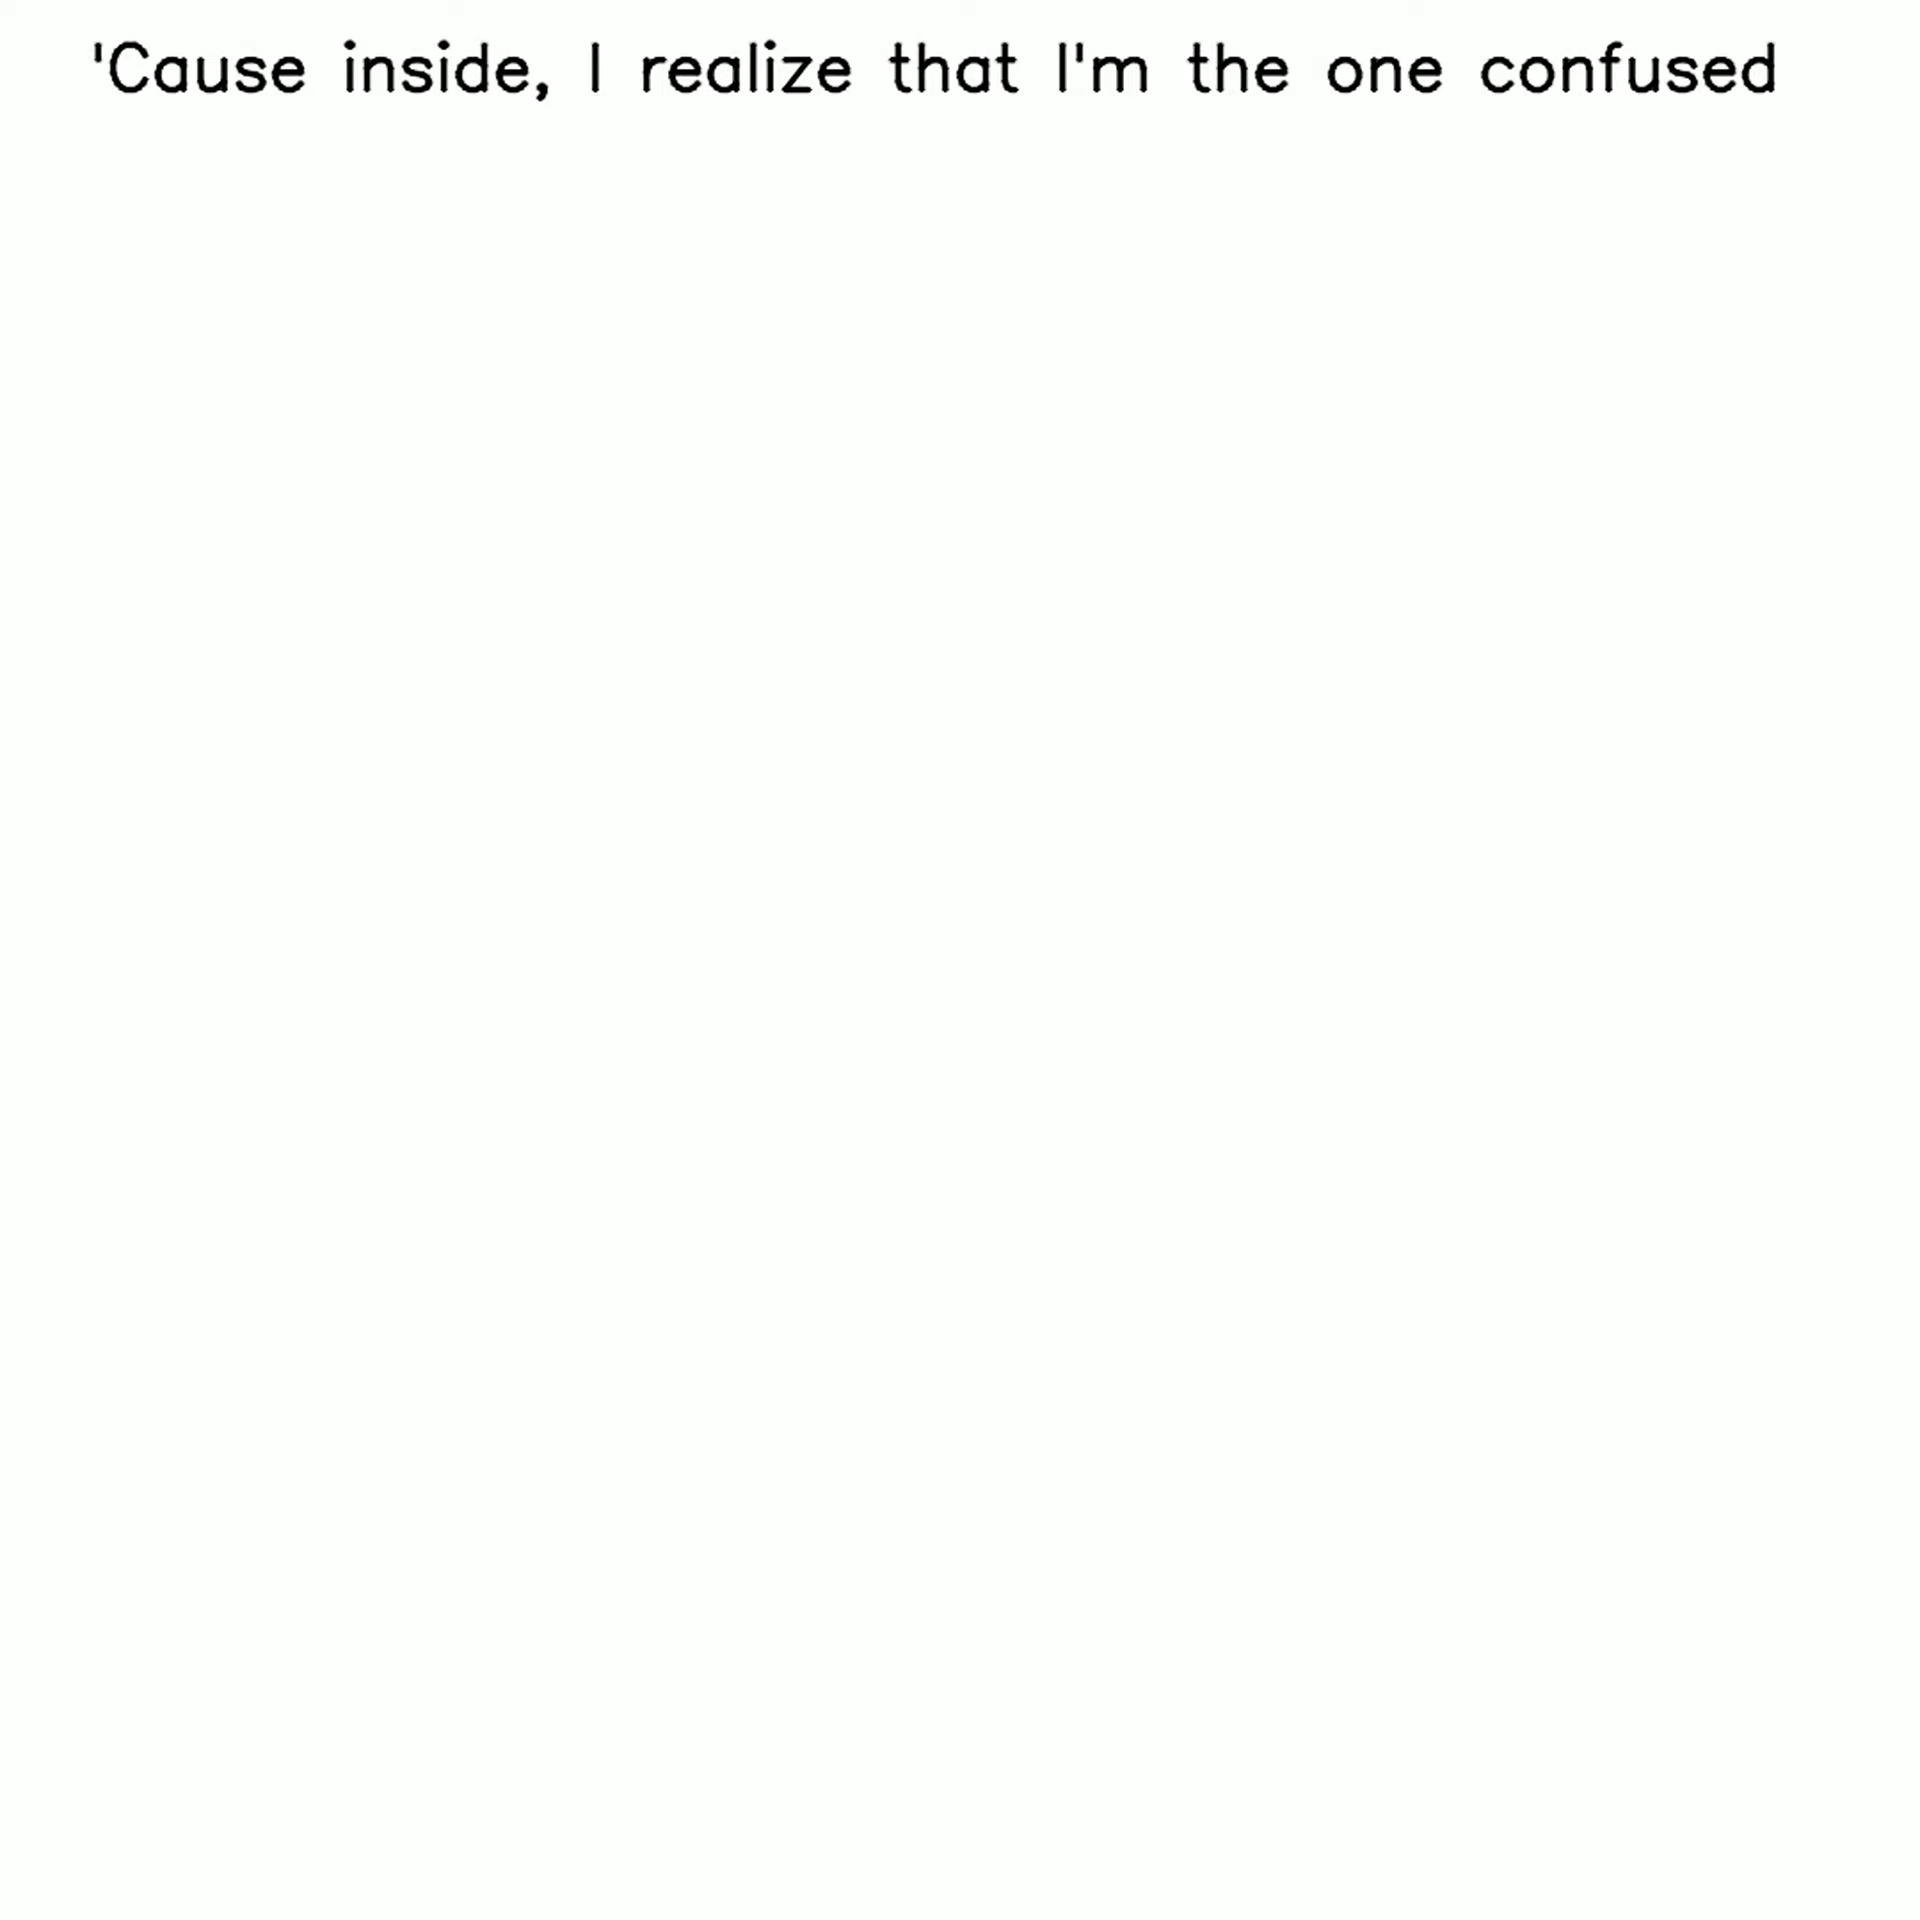 'Cause inside, I realize that I'm the one confused